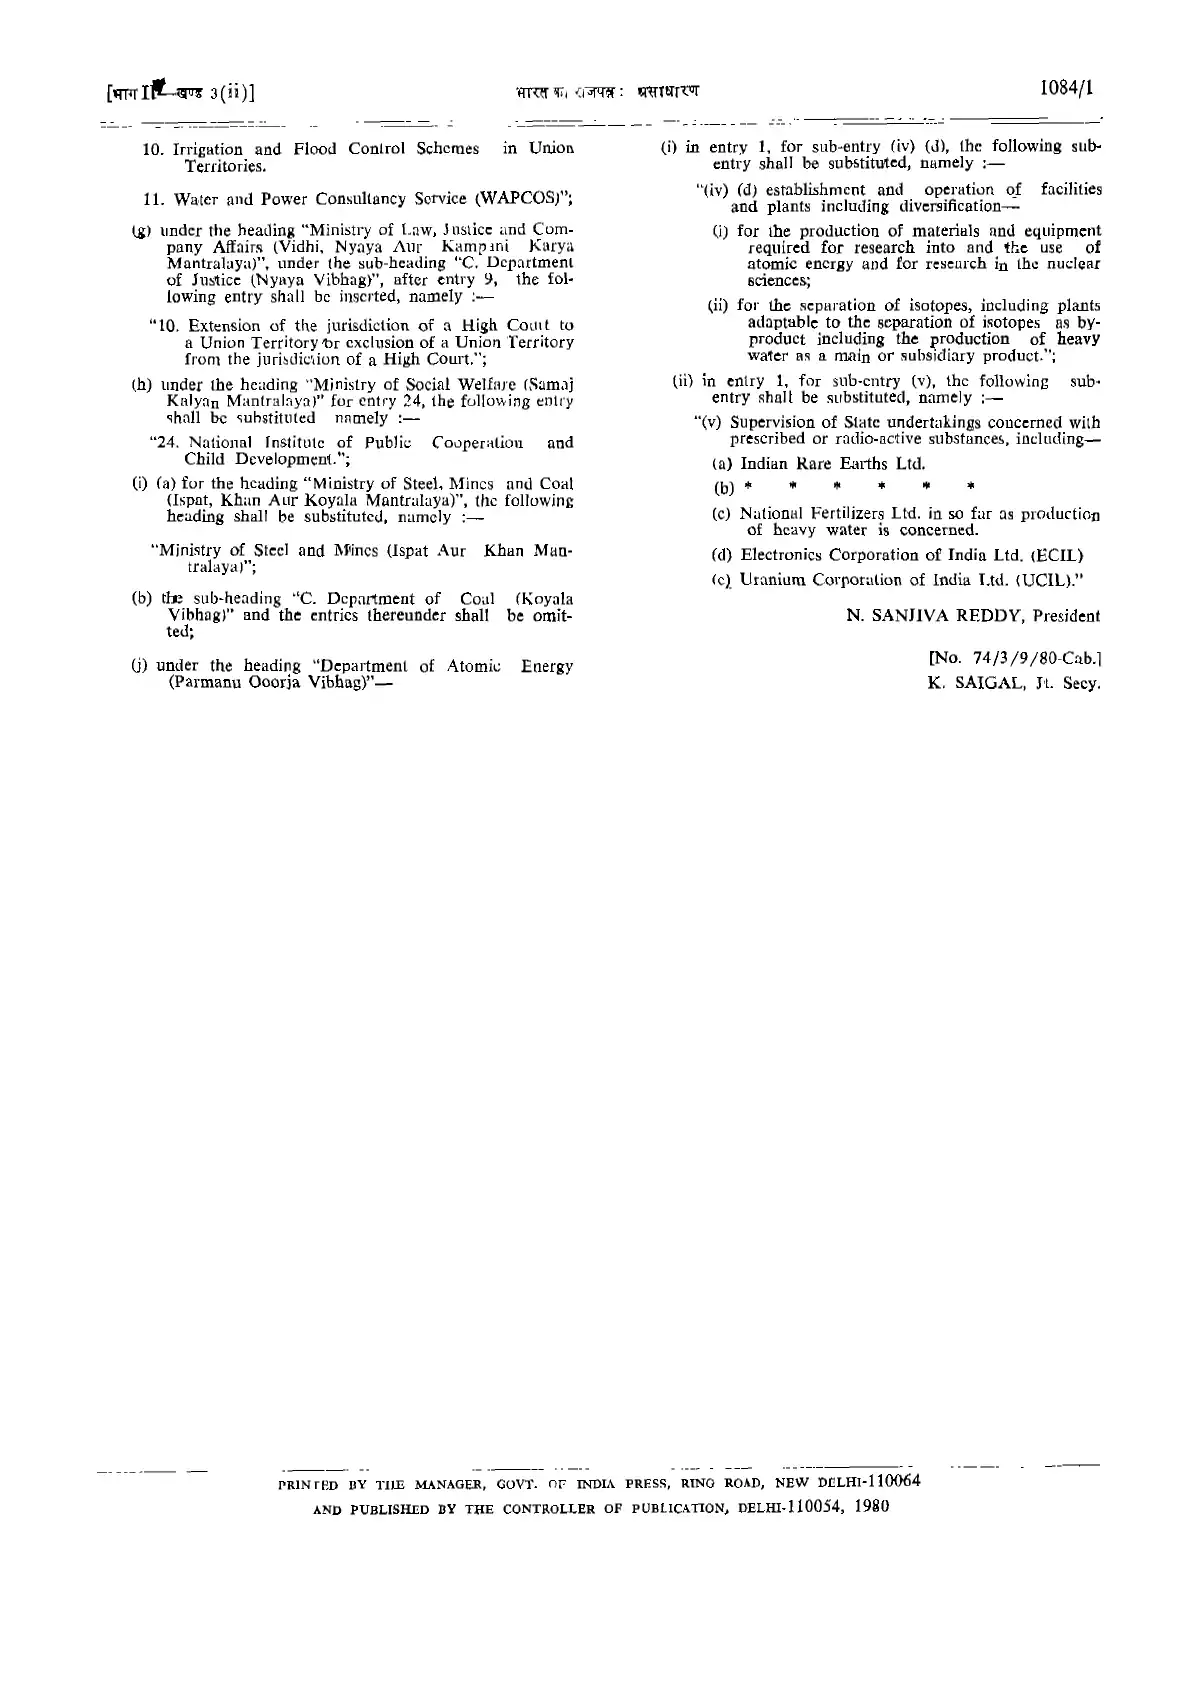 [भाग II—खण्ड 3(ii)]
भारत का राजपत्र : असाधारण
1084/1
10. Irrigation and Flood Control Schemes in Union
Territories.
11. Water and Power Consultancy Service (WAPCOS)";
(g) under the heading "Ministry of Law, Justice and Com-
pany Affairs (Vidhi, Nyaya Aur Kampani Karya
Mantralaya)", under the sub-heading "C. Department
of Justice (Nyaya Vibhag)", after entry 9, the fol-
lowing entry shall be inserted, namely :—
"10. Extension of the jurisdiction of a High Court to
a Union Territory or exclusion of a Union Territory
from the jurisdiction of a High Court.";
(h) under the heading "Ministry of Social Welfare (Samaj
Kalyan Mantralaya)" for entry 24, the following entry
shall be substituted namely :—
"24. National Institute of Public Cooperation and
Child Development.";
(i) (a) for the heading "Ministry of Steel, Mines and Coal
(Ispat, Khan Aur Koyala Mantralaya)", the following
heading shall be substituted, namely :—
"Ministry of Steel and Mines (Ispat Aur Khan Man-
tralaya)";
(b) the sub-heading "C. Department of Coal (Koyala
Vibhag)" and the entries thereunder shall be omit-
ted;
(j) under the heading "Department of Atomic Energy
(Parmanu Ooorja Vibhag)"—
(i) in entry 1, for sub-entry (iv) (d), the following sub-
entry shall be substituted, namely :—
"(iv) (d) establishment and operation of facilities
and plants including diversification—
(i) for the production of materials and equipment
required for research into and the use of
atomic energy and for research in the nuclear
sciences;
(ii) for the separation of isotopes, including plants
adaptable to the separation of isotopes as by-
product including the production of heavy
water as a main or subsidiary product.";
(ii) in entry 1, for sub-entry (v), the following sub-
entry shall be substituted, namely :—
"(v) Supervision of State undertakings concerned with
prescribed or radio-active substances, including—
(a) Indian Rare Earths Ltd.
(b) * * * * * *
(c) National Fertilizers Ltd. in so far as production
of heavy water is concerned.
(d) Electronics Corporation of India Ltd. (ECIL)
(e) Uranium Corporation of India Ltd. (UCIL)."
N. SANJIVA REDDY, President
[No. 74/3/9/80-Cab.]
K. SAIGAL, Jt. Secy.
PRINTED BY THE MANAGER, GOVT. OF INDIA PRESS, RING ROAD, NEW DELHI-110064
AND PUBLISHED BY THE CONTROLLER OF PUBLICATION, DELHI-110054, 1980